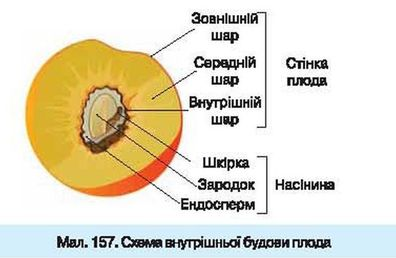 Зовнішній
шар
Середній
шар
Внутрішній
шар
Стінка
плода
Шкірка
Зародок
Ендосперм
Насінина
Мал. 157. Схема внутрішньої будови плода